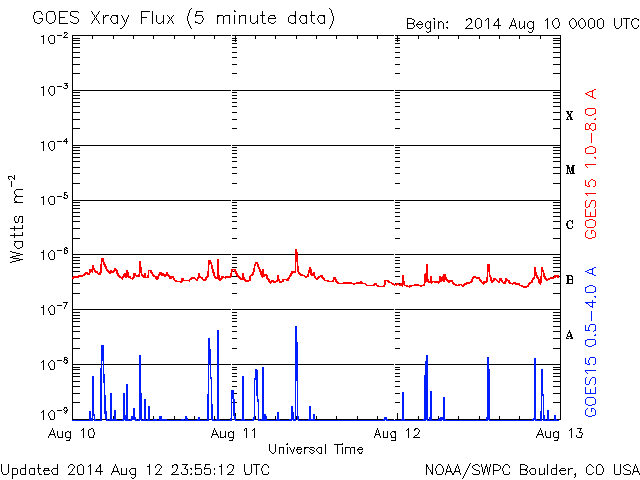 GOES Xray Flux (5 minute data)
Begin: 2014 Aug 10 0000 UTC
10⁻²
10⁻³
10⁻⁴
10⁻⁵
10⁻⁶
10⁻⁷
10⁻⁸
10⁻⁹
Watts m⁻²
X
M
C
B
A
GOES15 1.0-8.0 A
GOES15 0.5-4.0 A
Aug 10
Aug 11
Aug 12
Aug 13
Universal Time
Updated 2014 Aug 12 23:55:12 UTC
NOAA/SWPC Boulder, CO USA